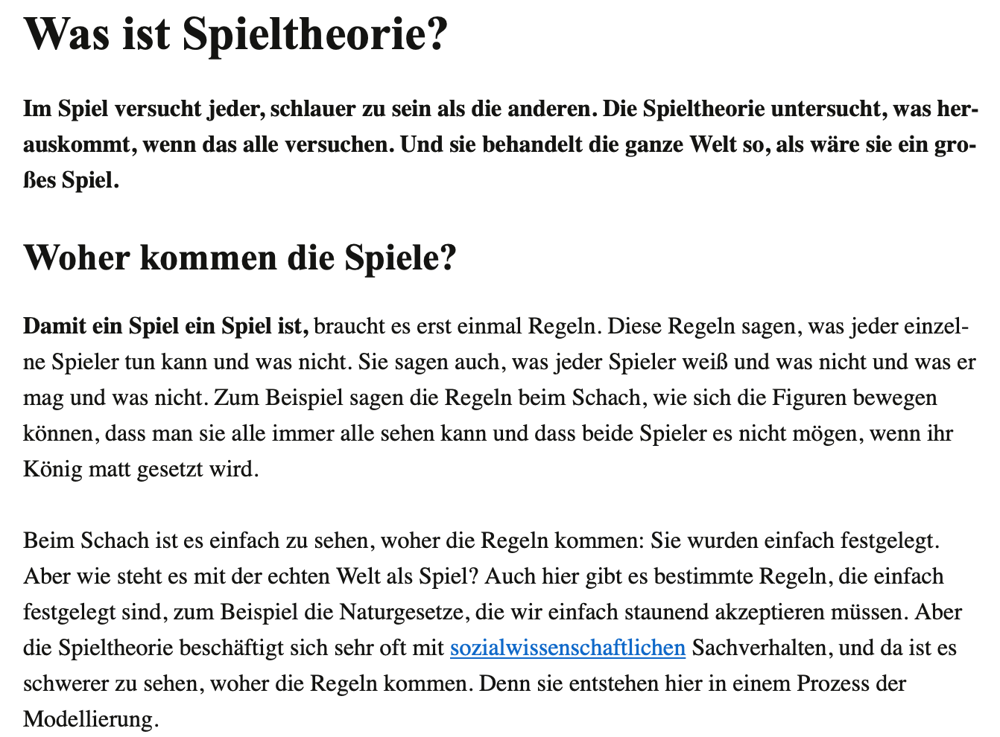 Was ist Spieltheorie?
Im Spiel versucht jeder, schlauer zu sein als die anderen. Die Spieltheorie untersucht, was her-
auskommt, wenn das alle versuchen. Und sie behandelt die ganze Welt so, als wäre sie ein gro-
ßes Spiel.
Woher kommen die Spiele?
Damit ein Spiel ein Spiel ist, braucht es erst einmal Regeln. Diese Regeln sagen, was jeder einzel-
ne Spieler tun kann und was nicht. Sie sagen auch, was jeder Spieler weiß und was nicht und was er
mag und was nicht. Zum Beispiel sagen die Regeln beim Schach, wie sich die Figuren bewegen
können, dass man sie alle immer alle sehen kann und dass beide Spieler es nicht mögen, wenn ihr
König matt gesetzt wird.
Beim Schach ist es einfach zu sehen, woher die Regeln kommen: Sie wurden einfach festgelegt.
Aber wie steht es mit der echten Welt als Spiel? Auch hier gibt es bestimmte Regeln, die einfach
festgelegt sind, zum Beispiel die Naturgesetze, die wir einfach staunend akzeptieren müssen. Aber
die Spieltheorie beschäftigt sich sehr oft mit sozialwissenschaftlichen Sachverhalten, und da ist es
schwerer zu sehen, woher die Regeln kommen. Denn sie entstehen hier in einem Prozess der
Modellierung.